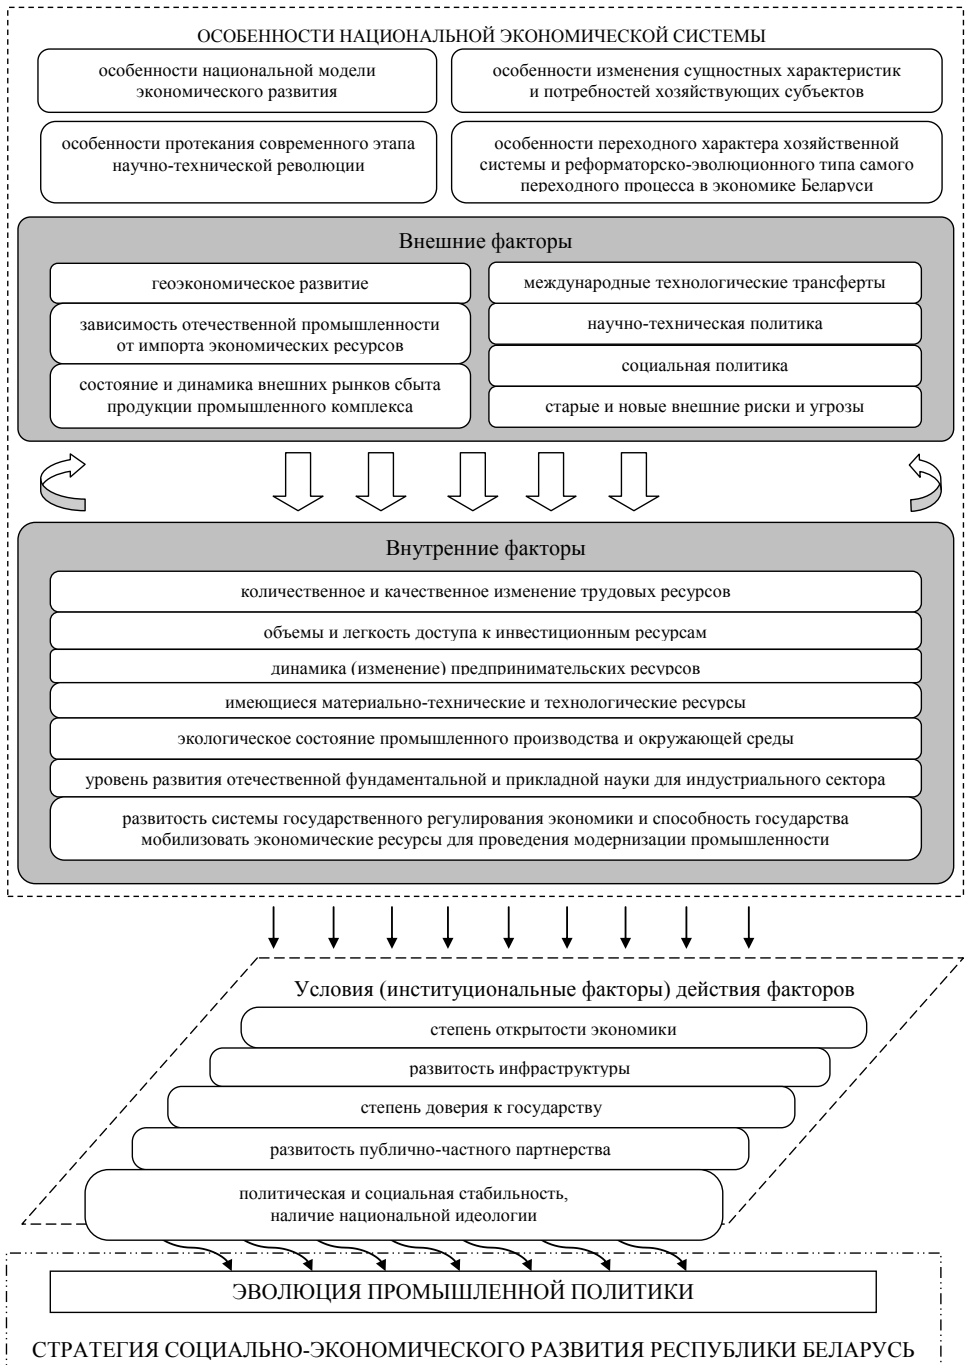 ОСОБЕННОСТИ НАЦИОНАЛЬНОЙ ЭКОНОМИЧЕСКОЙ СИСТЕМЫ
особенности национальной модели
экономического развития
особенности изменения сущностных характеристик
и потребностей хозяйствующих субъектов
особенности протекания современного этапа
научно-технической революции
особенности переходного характера хозяйственной
системы и реформаторско-эволюционного типа самого
переходного процесса в экономике Беларуси
Внешние факторы
геоэкономическое развитие
зависимость отечественной промышленности
от импорта экономических ресурсов
состояние и динамика внешних рынков сбыта
продукции промышленного комплекса
международные технологические трансферты
научно-техническая политика
социальная политика
старые и новые внешние риски и угрозы
Внутренние факторы
количественное и качественное изменение трудовых ресурсов
объемы и легкость доступа к инвестиционным ресурсам
динамика (изменение) предпринимательских ресурсов
имеющиеся материально-технические и технологические ресурсы
экологическое состояние промышленного производства и окружающей среды
уровень развития отечественной фундаментальной и прикладной науки для индустриального сектора
развитость системы государственного регулирования экономики и способность государства
мобилизовать экономические ресурсы для проведения модернизации промышленности
Условия (институциональные факторы) действия факторов
степень открытости экономики
развитость инфраструктуры
степень доверия к государству
развитость публично-частного партнерства
политическая и социальная стабильность,
наличие национальной идеологии
ЭВОЛЮЦИЯ ПРОМЫШЛЕННОЙ ПОЛИТИКИ
СТРАТЕГИЯ СОЦИАЛЬНО-ЭКОНОМИЧЕСКОГО РАЗВИТИЯ РЕСПУБЛИКИ БЕЛАРУСЬ